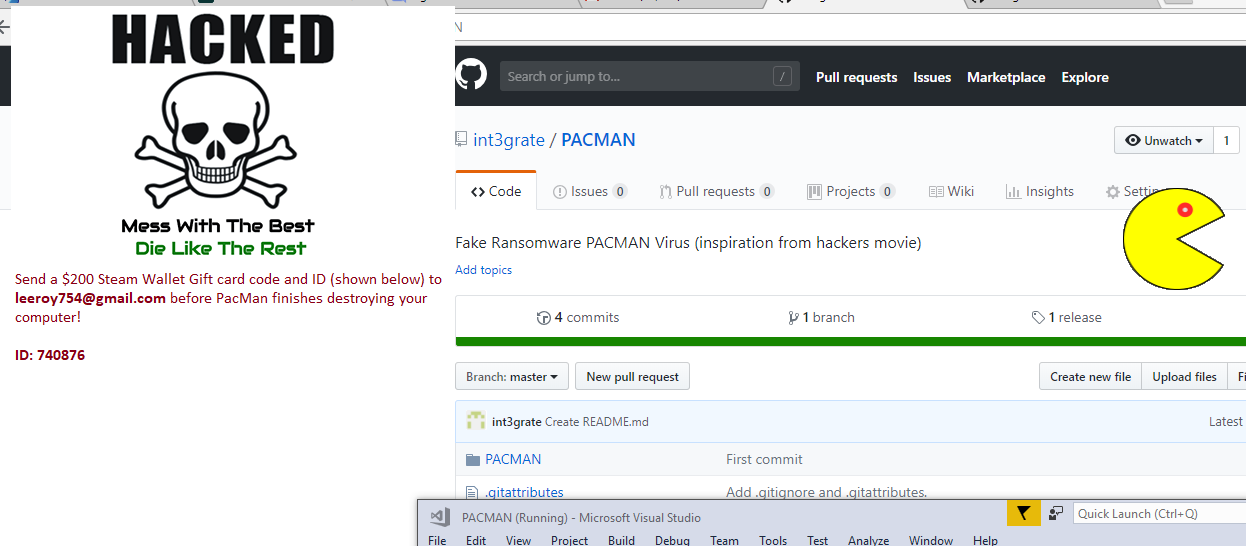 HACKED
Mess With The Best
Die Like The Rest
Send a $200 Steam Wallet Gift card code and ID (shown below) to
leeroy754@gmail.com before PacMan finishes destroying your
computer!
ID: 740876
N
Search or jump to... /
Pull requests Issues Marketplace Explore
int3grate / PACMAN
Unwatch 1
Code Issues 0 Pull requests 0 Projects 0 Wiki Insights
Fake Ransomware PACMAN Virus (inspiration from hackers movie)
Add topics
4 commits 1 branch 1 release
Branch: master New pull request Create new file Upload files
int3grate Create README.md Latest
PACMAN First commit
.gitattributes Add .gitignore and .gitattributes.
PACMAN (Running) - Microsoft Visual Studio
Quick Launch (Ctrl+Q)
File Edit View Project Build Debug Team Tools Test Analyze Window Help